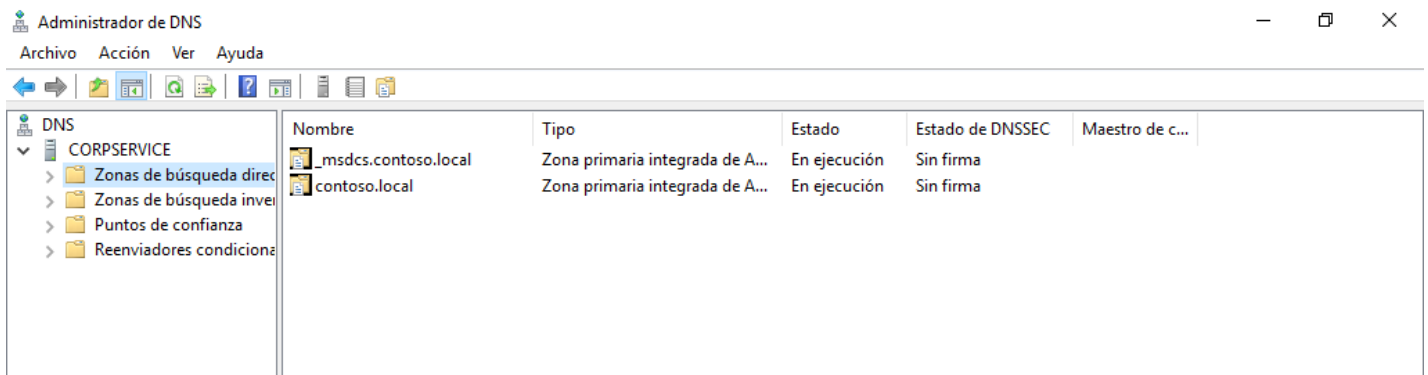 Administrador de DNS
Archivo Acción Ver Ayuda
DNS
CORPSERVICE
Zonas de búsqueda direc
Zonas de búsqueda inver
Puntos de confianza
Reenviadores condiciona
Nombre Tipo Estado Estado de DNSSEC Maestro de c...
_msdcs.contoso.local Zona primaria integrada de A... En ejecución Sin firma
contoso.local Zona primaria integrada de A... En ejecución Sin firma